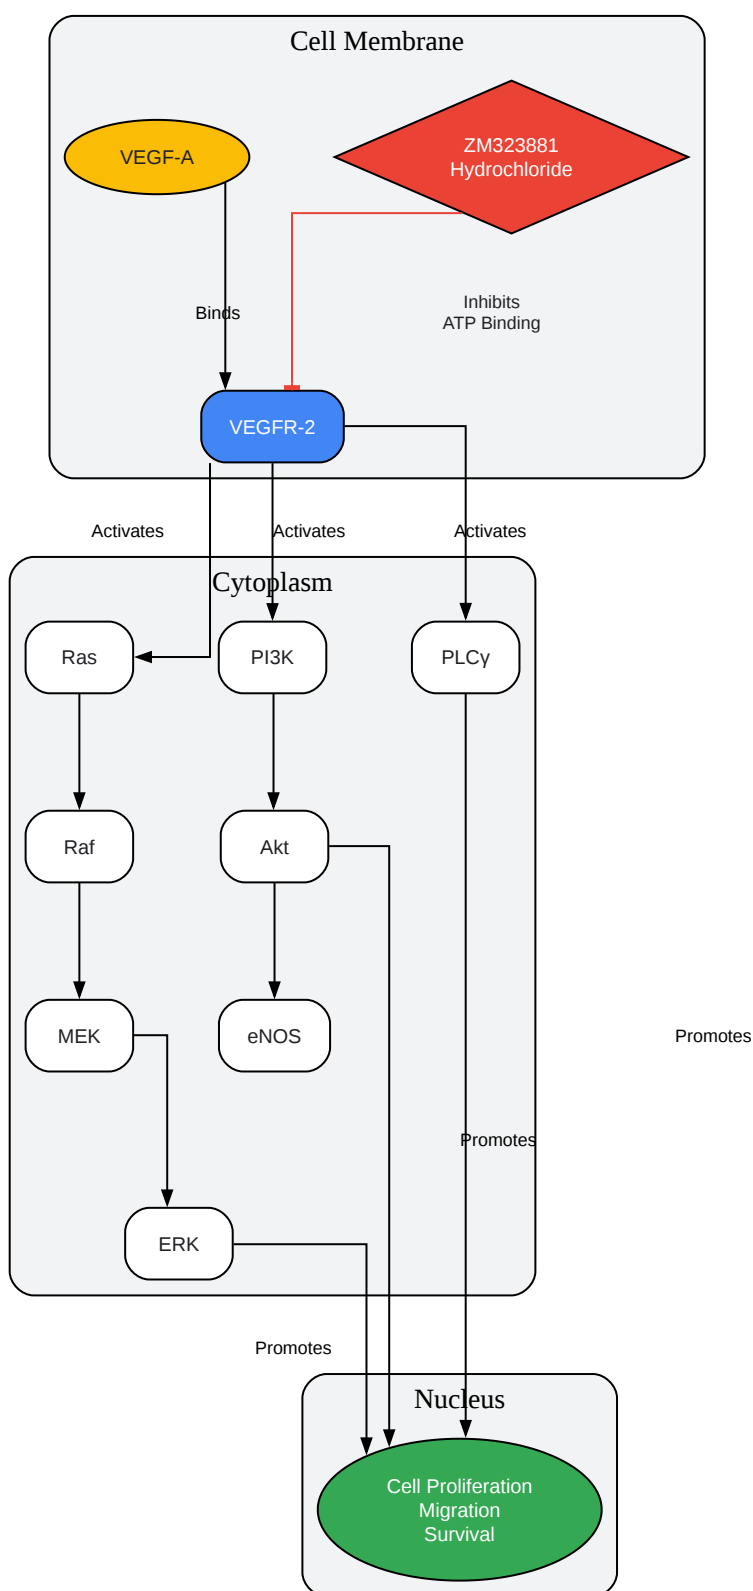 Cell Membrane
VEGF-A
ZM323881
Hydrochloride
Binds
Inhibits
ATP Binding
VEGFR-2
Activates
Activates
Activates
Cytoplasm
Ras
PI3K
PLCγ
Raf
Akt
MEK
eNOS
Promotes
Promotes
ERK
Promotes
Nucleus
Cell Proliferation
Migration
Survival